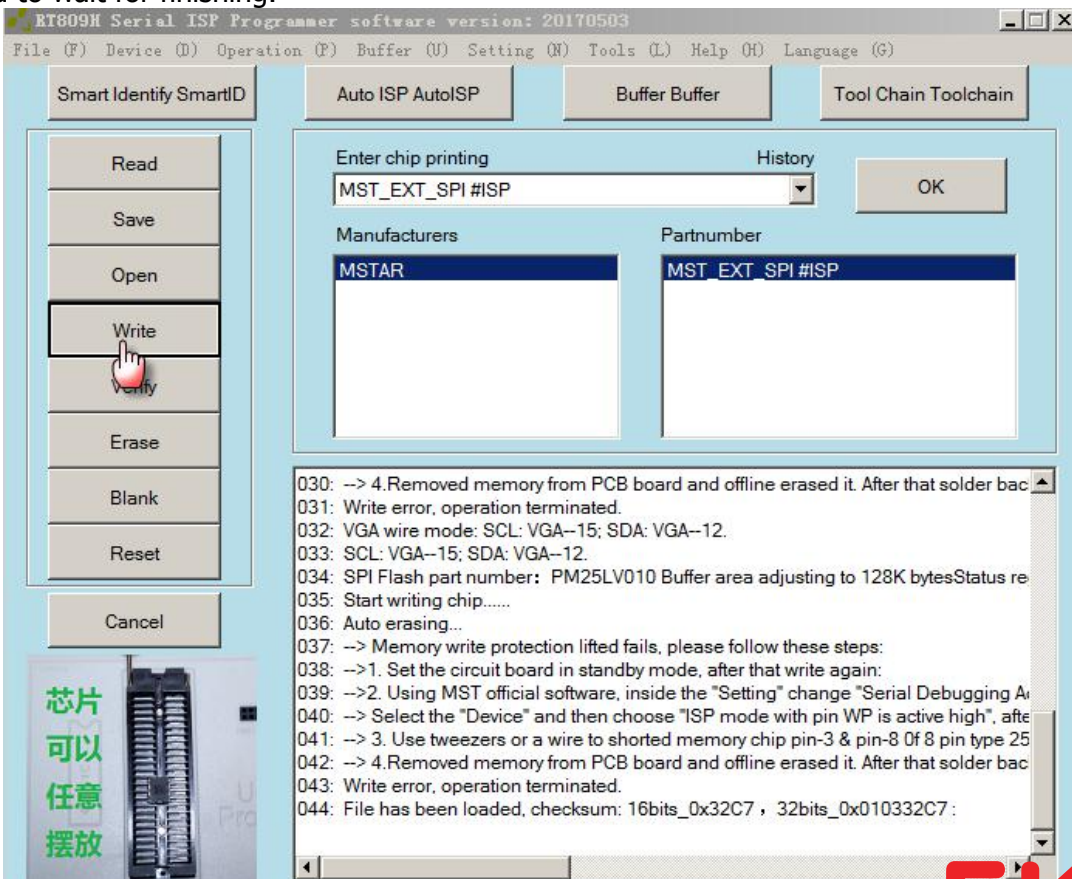 to wait for finishing.
RT809H Serial ISP Programmer software version: 20170503
File (F) Device (D) Operation (P) Buffer (U) Setting (N) Tools (L) Help (H) Language (G)
Smart Identify SmartID
Auto ISP AutoISP
Buffer Buffer
Tool Chain Toolchain
Read
Save
Open
Write
Verify
Erase
Blank
Reset
Cancel
Enter chip printing
History
MST_EXT_SPI #ISP
OK
Manufacturers
Partnumber
MSTAR
MST_EXT_SPI #ISP
030: --> 4.Removed memory from PCB board and offline erased it. After that solder bac
031: Write error, operation terminated.
032: VGA wire mode: SCL: VGA--15; SDA: VGA--12.
033: SCL: VGA--15; SDA: VGA--12.
034: SPI Flash part number: PM25LV010 Buffer area adjusting to 128K bytesStatus re
035: Start writing chip......
036: Auto erasing...
037: --> Memory write protection lifted fails, please follow these steps:
038: -->1. Set the circuit board in standby mode, after that write again:
039: -->2. Using MST official software, inside the "Setting" change "Serial Debugging A
040: --> Select the "Device" and then choose "ISP mode with pin WP is active high", afte
041: --> 3. Use tweezers or a wire to shorted memory chip pin-3 & pin-8 0f 8 pin type 25
042: --> 4.Removed memory from PCB board and offline erased it. After that solder bac
043: Write error, operation terminated.
044: File has been loaded, checksum: 16bits_0x32C7，32bits_0x010332C7 :
芯片
可以
任意
摆放